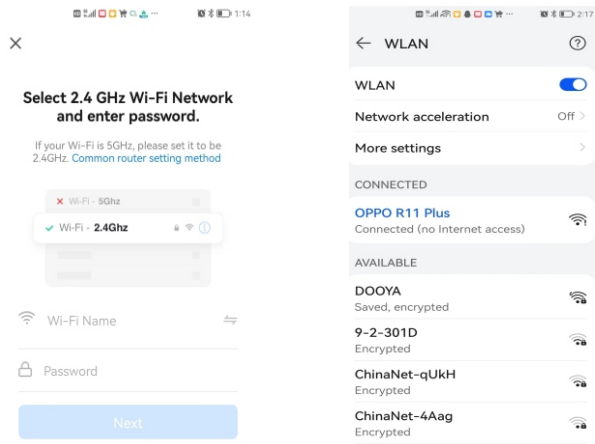 1:14
Select 2.4 GHz Wi-Fi Network
and enter password.
If your Wi-Fi is 5GHz, please set it to be
2.4GHz. Common router setting method
Wi-Fi - 5Ghz
Wi-Fi - 2.4Ghz
Wi-Fi Name
Password
Next
2:17
WLAN
WLAN
Network acceleration Off
More settings
CONNECTED
OPPO R11 Plus
Connected (no Internet access)
AVAILABLE
DOOYA
Saved, encrypted
9-2-301D
Encrypted
ChinaNet-qUkH
Encrypted
ChinaNet-4Aag
Encrypted